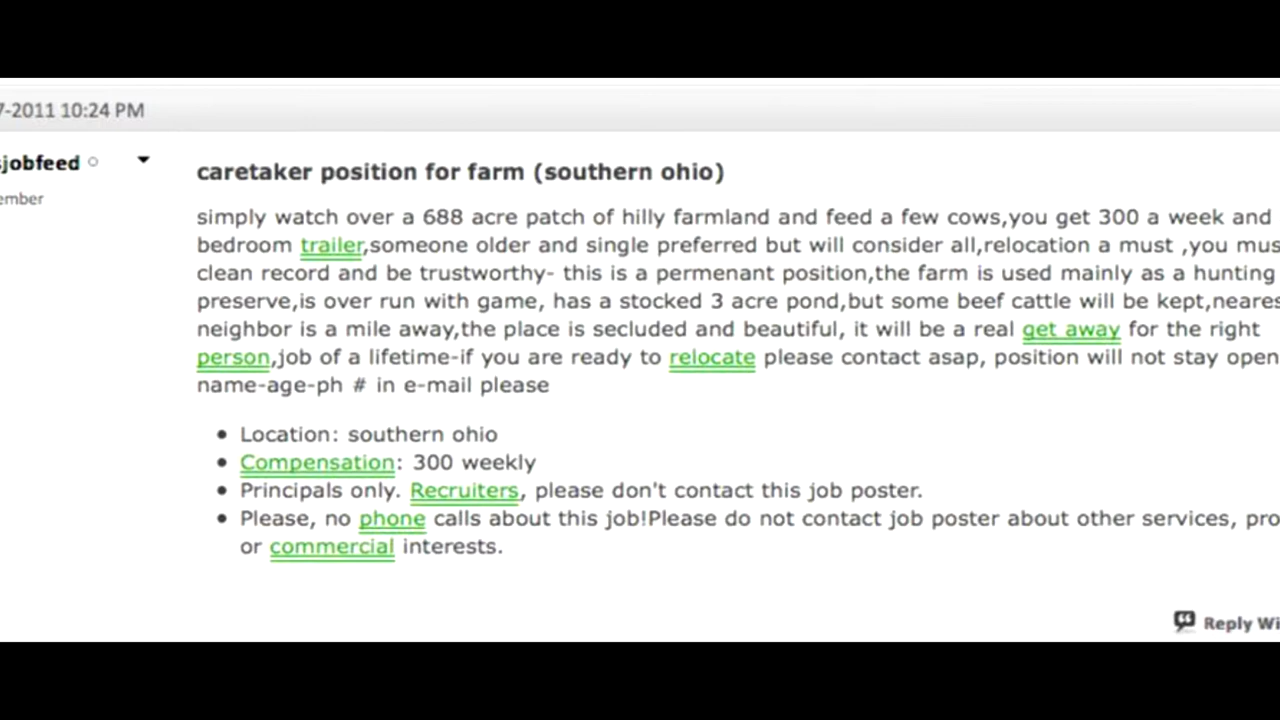 7-2011 10:24 PM
jobfeed
ember
caretaker position for farm (southern ohio)
simply watch over a 688 acre patch of hilly farmland and feed a few cows,you get 300 a week and
bedroom trailer,someone older and single preferred but will consider all,relocation a must ,you mus
clean record and be trustworthy- this is a permenant position,the farm is used mainly as a hunting
preserve,is over run with game, has a stocked 3 acre pond,but some beef cattle will be kept,neares
neighbor is a mile away,the place is secluded and beautiful, it will be a real get away for the right
person,job of a lifetime-if you are ready to relocate please contact asap, position will not stay open
name-age-ph # in e-mail please
• Location: southern ohio
• Compensation: 300 weekly
• Principals only. Recruiters, please don't contact this job poster.
• Please, no phone calls about this job!Please do not contact job poster about other services, pro
or commercial interests.
Reply Wi